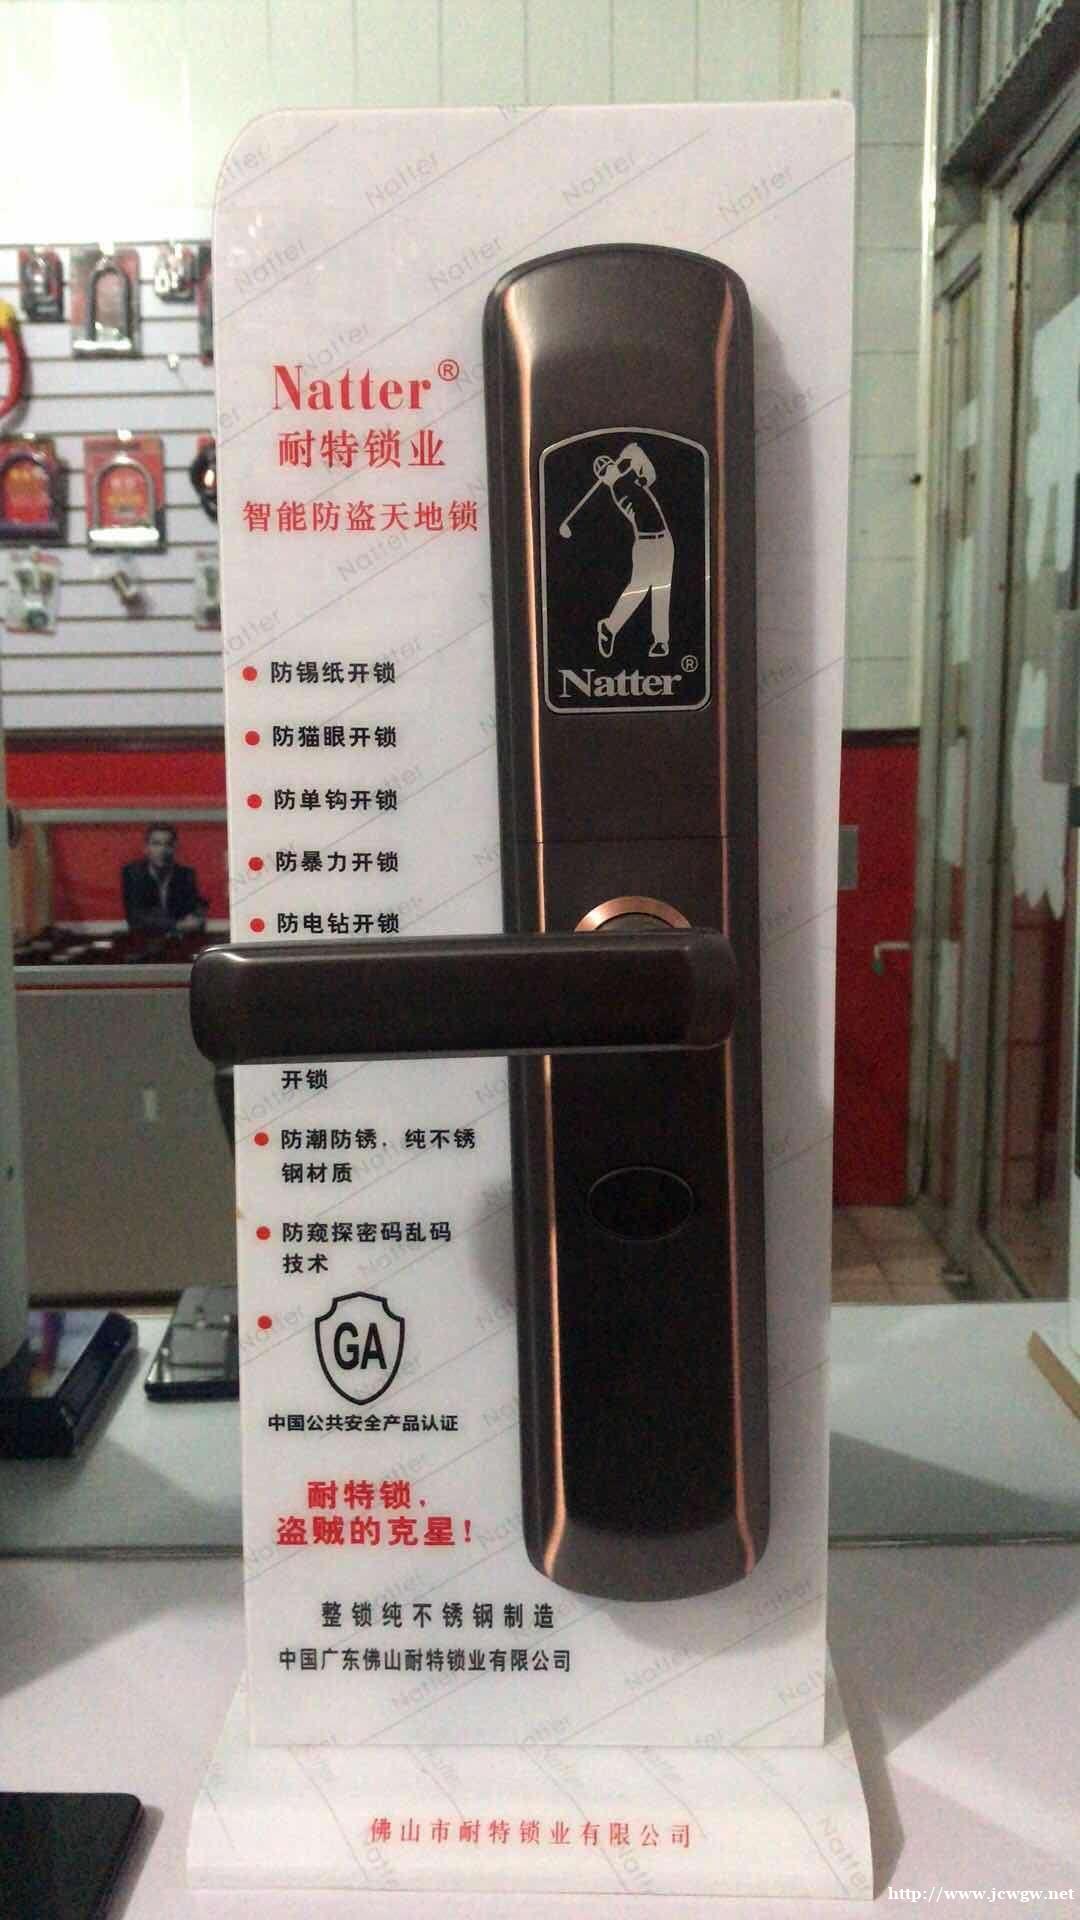 Natter®
耐特锁业
智能防盗天地锁
防锡纸开锁
防猫眼开锁
防单钩开锁
防暴力开锁
防电钻开锁
开锁
防潮防锈，纯不锈
钢材质
防窥探密码乱码
技术
GA
中国公共安全产品认证
耐特锁，
盗贼的克星！
整锁纯不锈钢制造
中国广东佛山耐特锁业有限公司
Natter®
佛山市耐特锁业有限公司
http://www.jcwgw.net